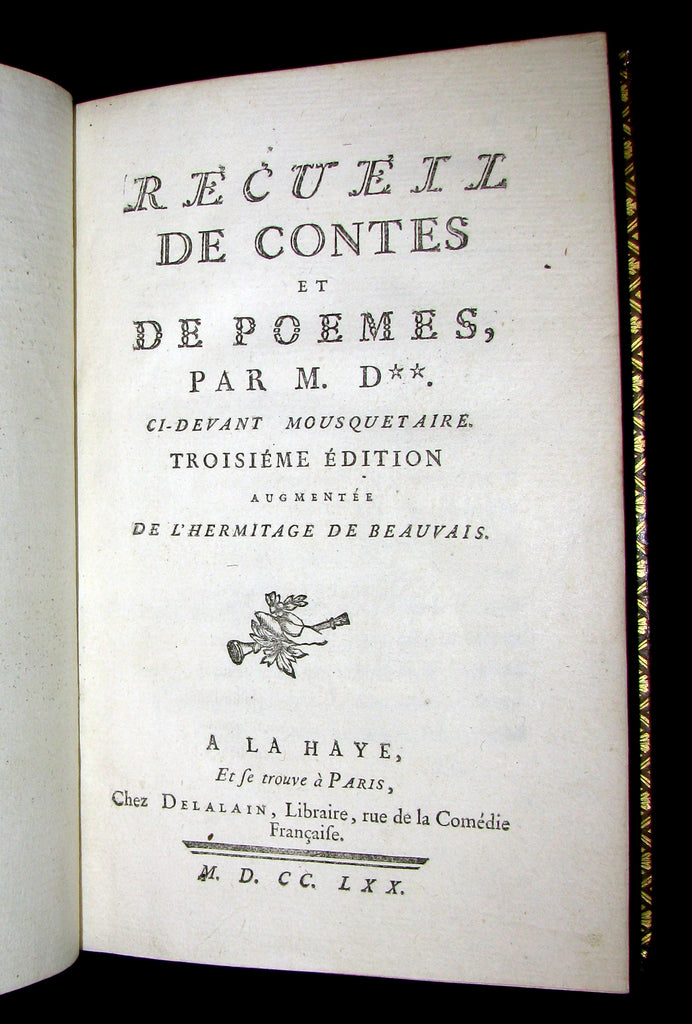 RECUEIL
DE CONTES
ET
DE POEMES,
PAR M. D**.
CI-DEVANT MOUSQUETAIRE.
TROISIÉME ÉDITION
AUGMENTÉE
DE L'HERMITAGE DE BEAUVAIS.
A LA HAYE,
Et ſe trouve à PARIS,
Chez DELALAIN, Libraire, rue de la Comédie
Françaiſe.
M. D. CC. LXX.